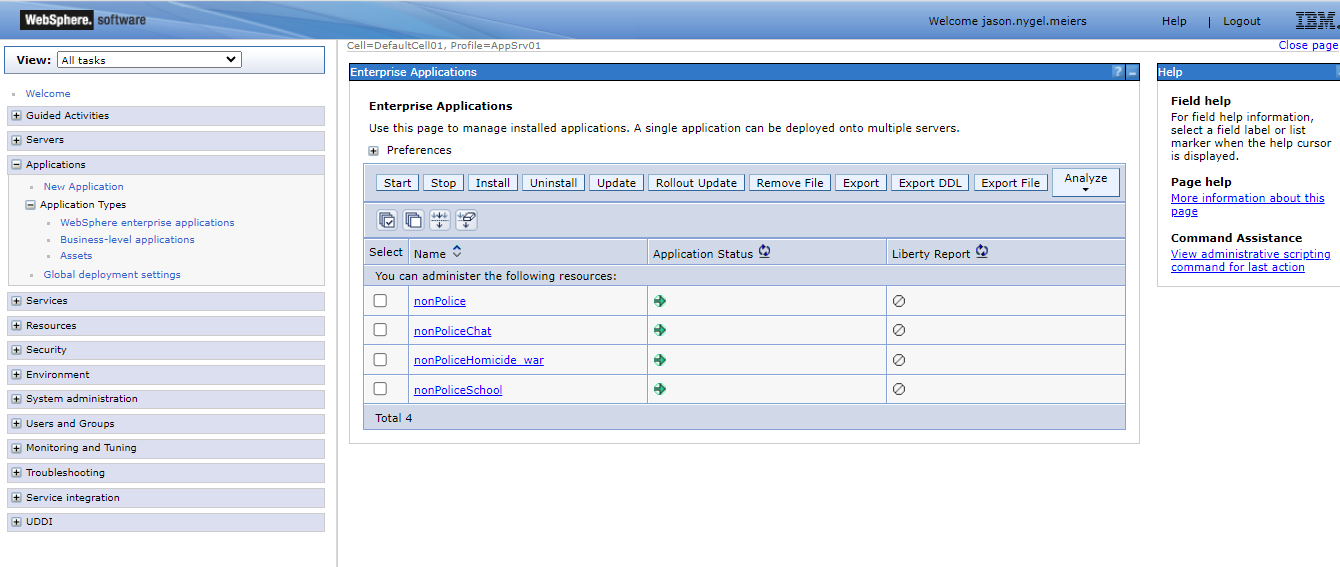 WebSphere. software
Welcome jason.nygel.meiers
Help | Logout
IBM.
View: All tasks
Cell=DefaultCell01, Profile=AppSrv01
Close page
Welcome
Guided Activities
Servers
Applications
New Application
Application Types
WebSphere enterprise applications
Business-level applications
Assets
Global deployment settings
Services
Resources
Security
Environment
System administration
Users and Groups
Monitoring and Tuning
Troubleshooting
Service integration
UDDI
Enterprise Applications
?
Enterprise Applications
Use this page to manage installed applications. A single application can be deployed onto multiple servers.
Preferences
Start Stop Install Uninstall Update Rollout Update Remove File Export Export DDL Export File Analyze
Select Name Application Status Liberty Report
You can administer the following resources:
nonPolice
nonPoliceChat
nonPoliceHomicide_war
nonPoliceSchool
Total 4
Help
Field help
For field help information,
select a field label or list
marker when the help cursor
is displayed.
Page help
More information about this
page
Command Assistance
View administrative scripting
command for last action